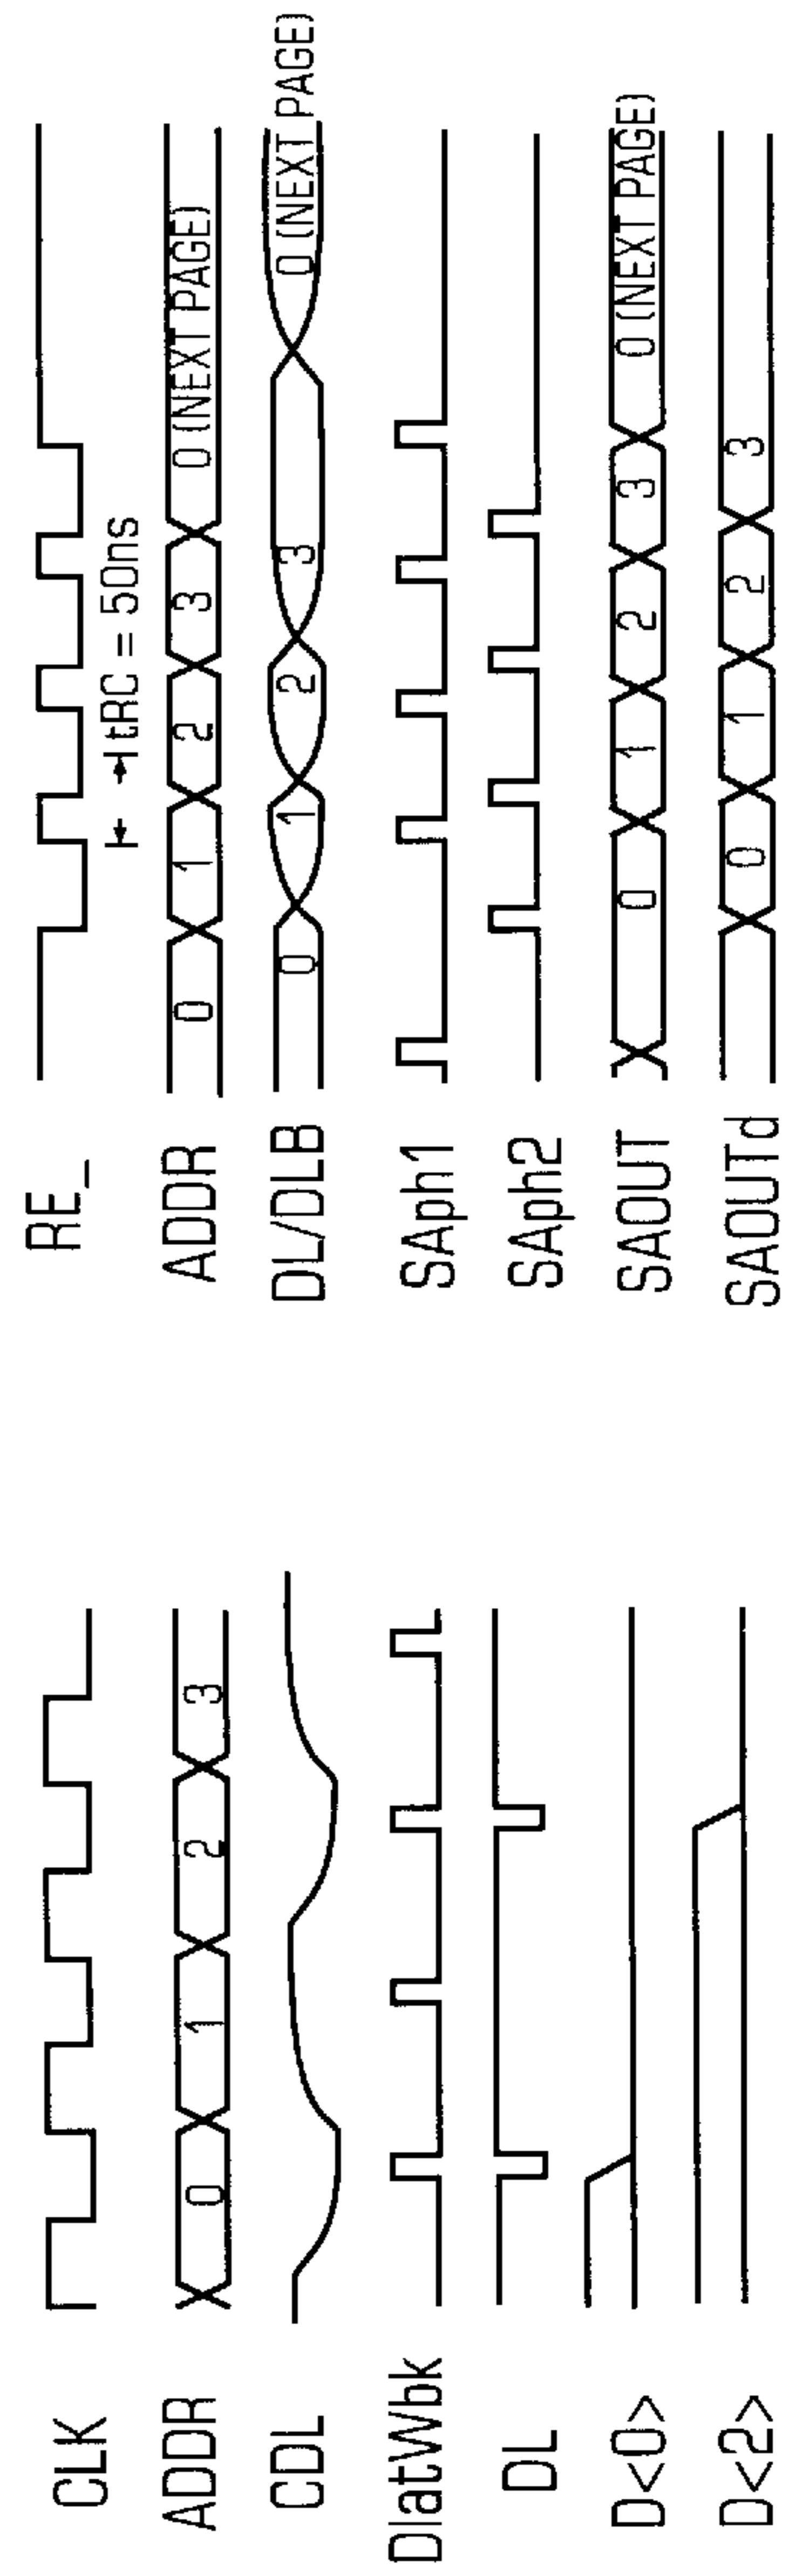 CLK
ADDR 0 1 2 3
CDL
DlatWbk
DL
D<0>
D<2>
RE_
tRC = 50ns
ADDR 0 1 2 3 0 (NEXT PAGE)
DL/DLB 0 1 2 3 0 (NEXT PAGE)
SAph1
SAph2
SAOUT 0 1 2 3 0 (NEXT PAGE)
SAOUTd 0 1 2 3